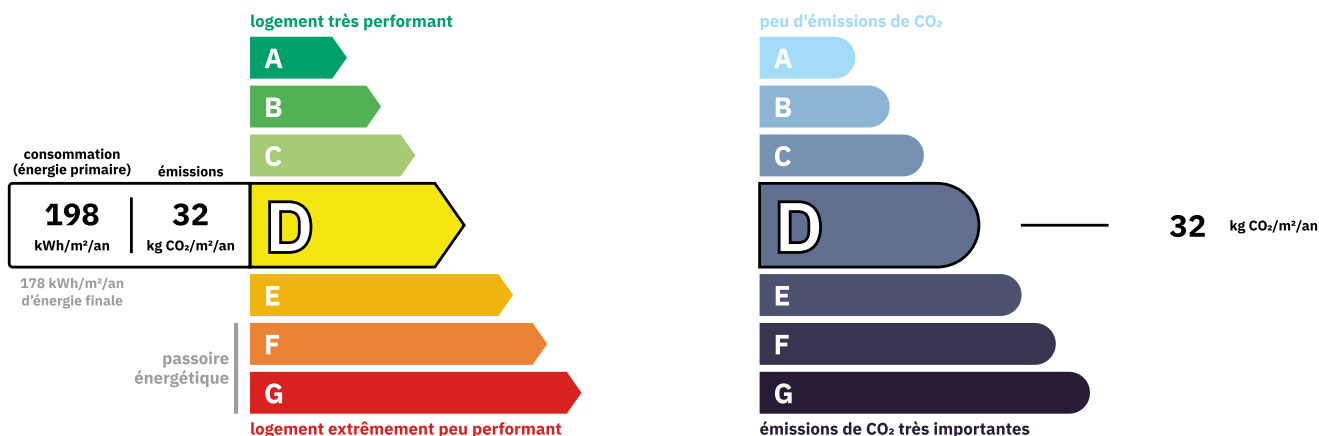 logement très performant
A
B
C
consommation
(énergie primaire)
émissions
198
kWh/m²/an
32
kg CO₂/m²/an
D
178 kWh/m²/an
d'énergie finale
E
F
G
passoire
énergétique
logement extrêmement peu performant
peu d'émissions de CO₂
A
B
C
D
32 kg CO₂/m²/an
E
F
G
émissions de CO₂ très importantes